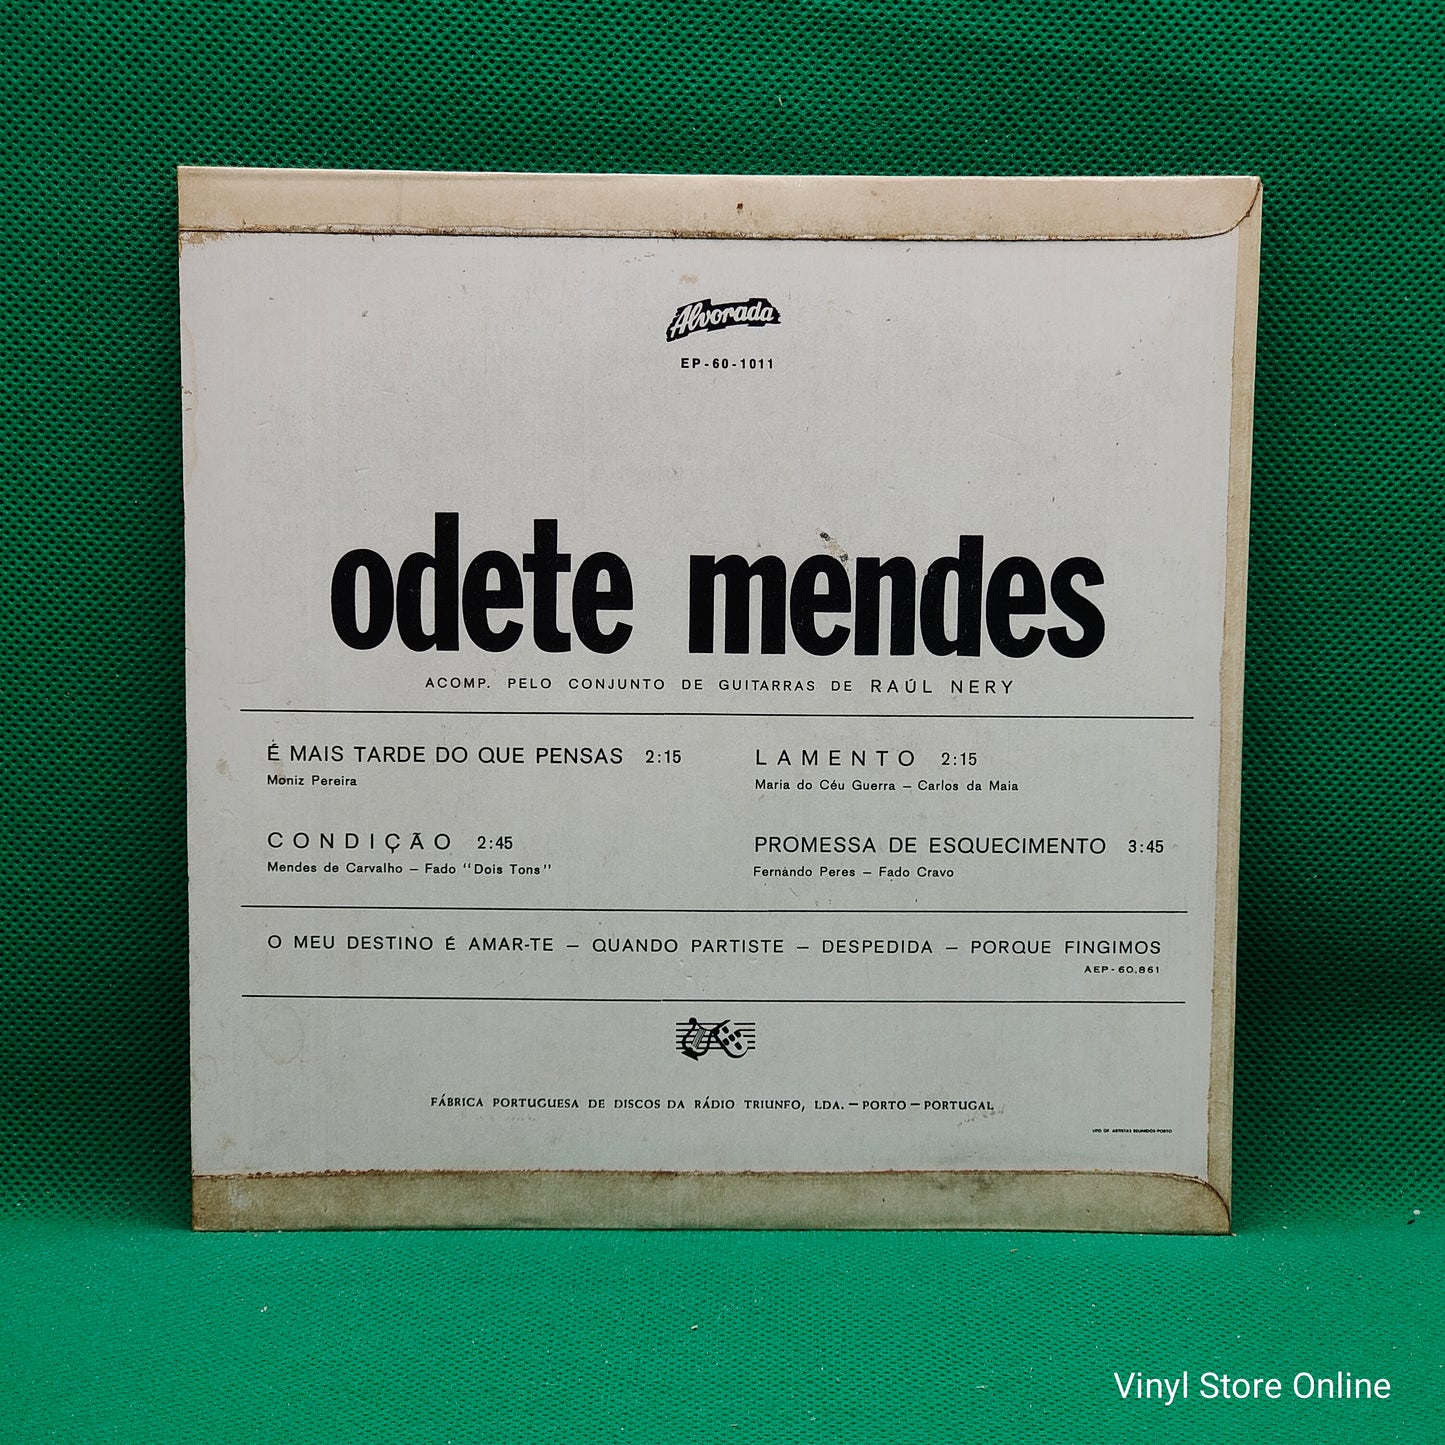 Alvorada
EP-60-1011
odete mendes
ACOMP. PELO CONJUNTO DE GUITARRAS DE RAÚL NERY
É MAIS TARDE DO QUE PENSAS 2:15
Moniz Pereira
CONDIÇÃO 2:45
Mendes de Carvalho – Fado "Dois Tons"
LAMENTO 2:15
Maria do Céu Guerra – Carlos da Maia
PROMESSA DE ESQUECIMENTO 3:45
Fernando Peres – Fado Cravo
O MEU DESTINO É AMAR-TE – QUANDO PARTISTE – DESPEDIDA – PORQUE FINGIMOS
AEP-60.861
FÁBRICA PORTUGUESA DE DISCOS DA RÁDIO TRIUNFO, LDA. – PORTO – PORTUGAL
OF. ARTISTAS REUNIDOS-PORTO
Vinyl Store Online